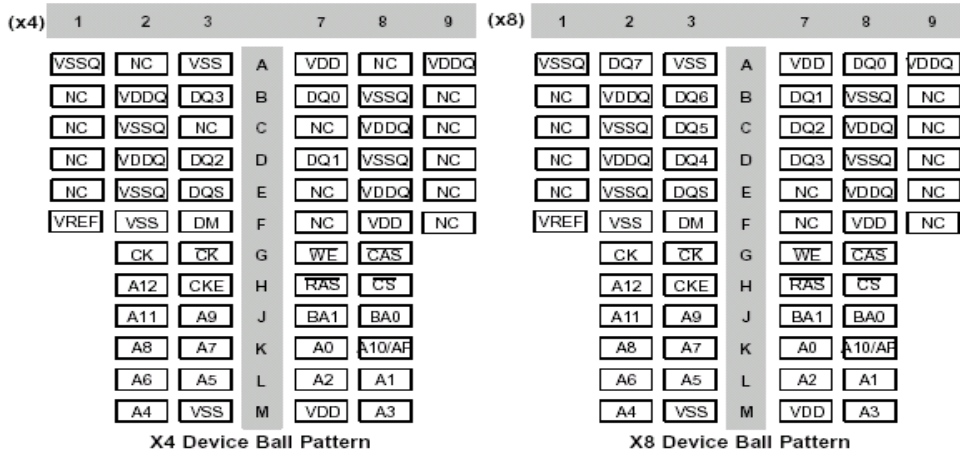 (x4) 1 2 3 7 8 9
VSSQ NC VSS A VDD NC VDDQ
NC VDDQ DQ3 B DQ0 VSSQ NC
NC VSSQ NC C NC VDDQ NC
NC VDDQ DQ2 D DQ1 VSSQ NC
NC VSSQ DQS E NC VDDQ NC
VREF VSS DM F NC VDD NC
CK CK G WE CAS
A12 CKE H RAS CS
A11 A9 J BA1 BA0
A8 A7 K A0 A10/AP
A6 A5 L A2 A1
A4 VSS M VDD A3
X4 Device Ball Pattern
(x8) 1 2 3 7 8 9
VSSQ DQ7 VSS A VDD DQ0 VDDQ
NC VDDQ DQ6 B DQ1 VSSQ NC
NC VSSQ DQ5 C DQ2 VDDQ NC
NC VDDQ DQ4 D DQ3 VSSQ NC
NC VSSQ DQS E NC VDDQ NC
VREF VSS DM F NC VDD NC
CK CK G WE CAS
A12 CKE H RAS CS
A11 A9 J BA1 BA0
A8 A7 K A0 A10/AP
A6 A5 L A2 A1
A4 VSS M VDD A3
X8 Device Ball Pattern